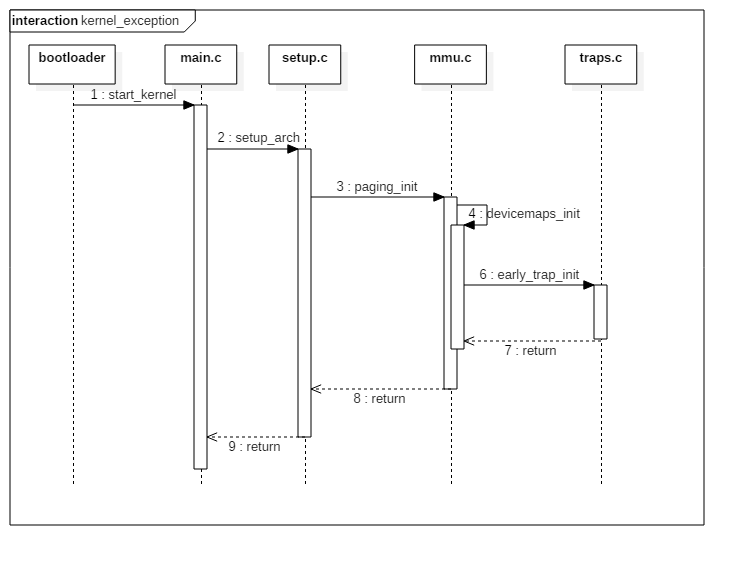 interaction kernel_exception
bootloader
main.c
setup.c
mmu.c
traps.c
1 : start_kernel
2 : setup_arch
3 : paging_init
4 : devicemaps_init
6 : early_trap_init
7 : return
8 : return
9 : return